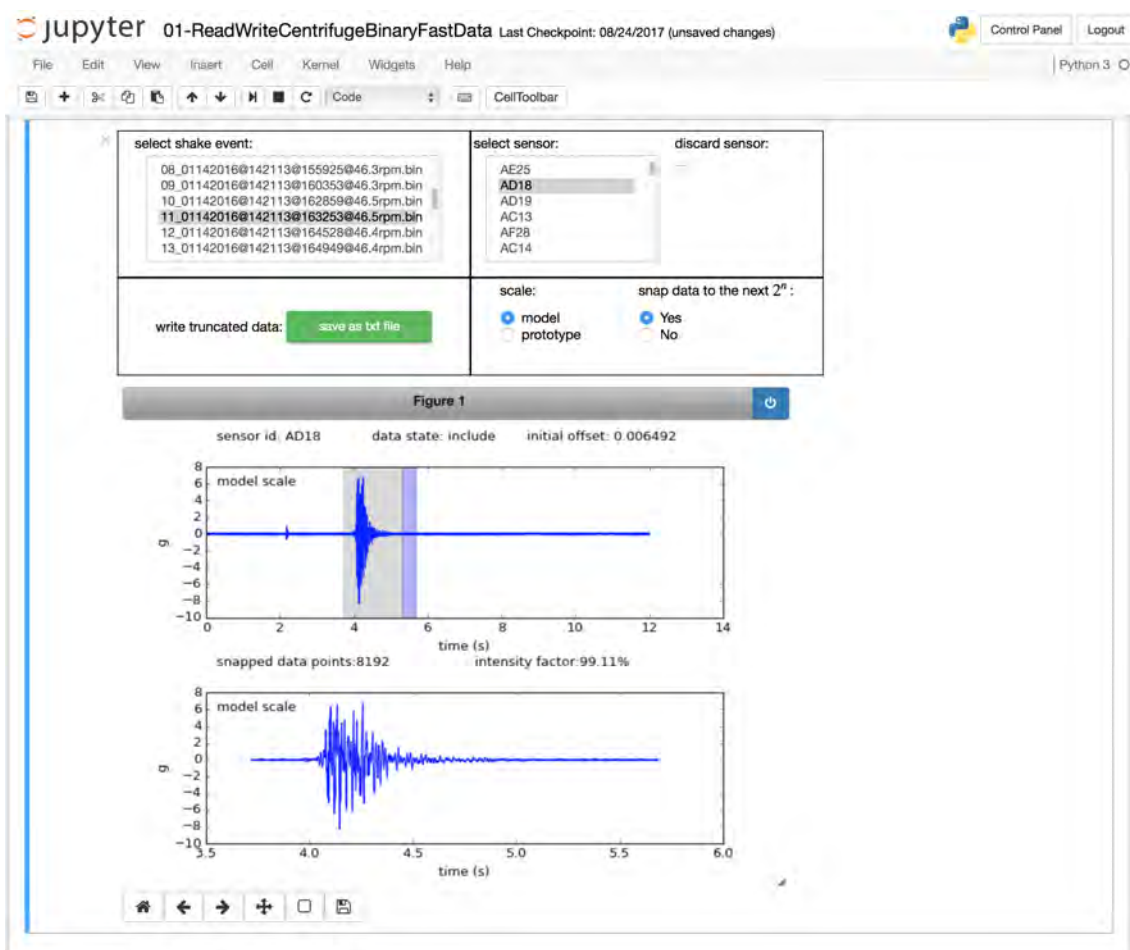 jupyter 01-ReadWriteCentrifugeBinaryFastData Last Checkpoint: 08/24/2017 (unsaved changes)
Control Panel Logout
File Edit View Insert Cell Kernel Widgets Help
Python 3
Code CellToolbar
select shake event: select sensor: discard sensor:
08_01142016@142113@155925@46.3rpm.bin AE25
09_01142016@142113@160353@46.3rpm.bin AD18
10_01142016@142113@162859@46.5rpm.bin AD19
11_01142016@142113@163253@46.5rpm.bin AC13
12_01142016@142113@164528@46.4rpm.bin AF28
13_01142016@142113@164949@46.4rpm.bin AC14
scale: snap data to the next 2ⁿ :
write truncated data: save as txt file
model Yes
prototype No
Figure 1
sensor id: AD18 data state: include initial offset: 0.006492
model scale
8
6
4
2
0
−2
−4
−6
−8
−10
g
0 2 4 6 8 10 12 14
time (s)
snapped data points:8192 intensity factor:99.11%
model scale
8
6
4
2
0
−2
−4
−6
−8
−10
g
3.5 4.0 4.5 5.0 5.5 6.0
time (s)